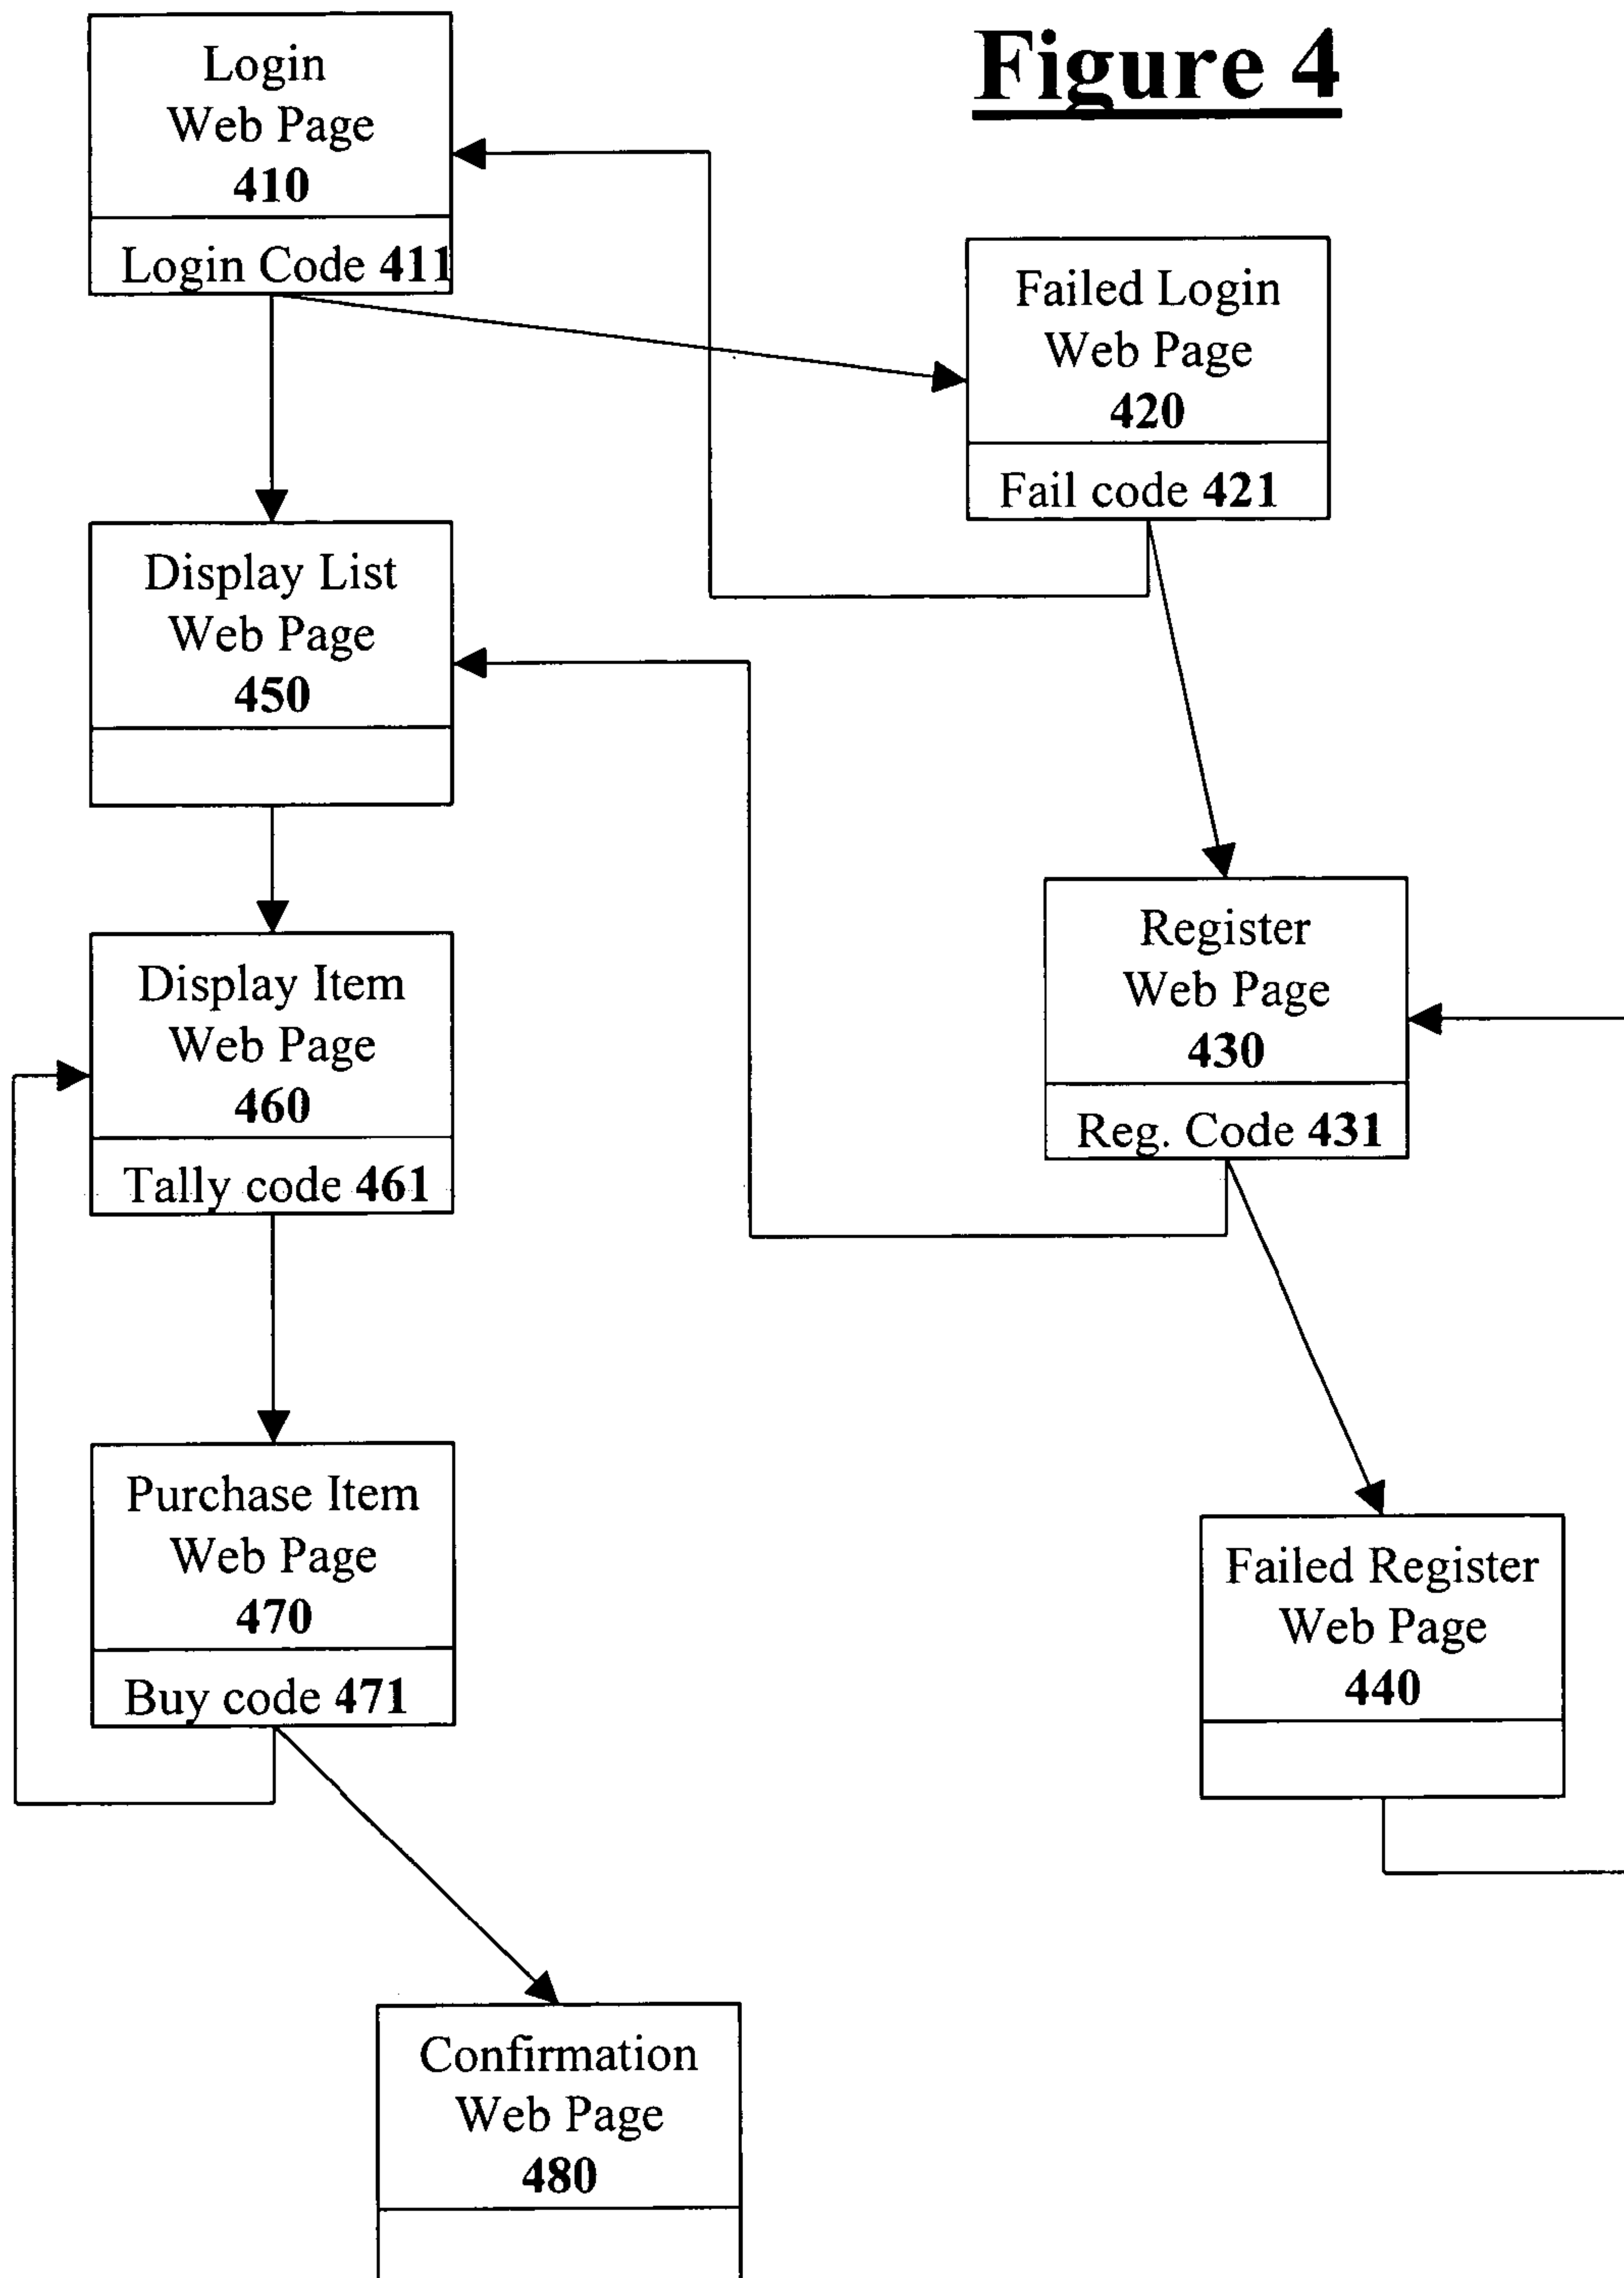 Figure 4
Login
Web Page
410
Login Code 411
Failed Login
Web Page
420
Fail code 421
Display List
Web Page
450
Register
Web Page
430
Reg. Code 431
Display Item
Web Page
460
Tally code 461
Purchase Item
Web Page
470
Buy code 471
Failed Register
Web Page
440
Confirmation
Web Page
480